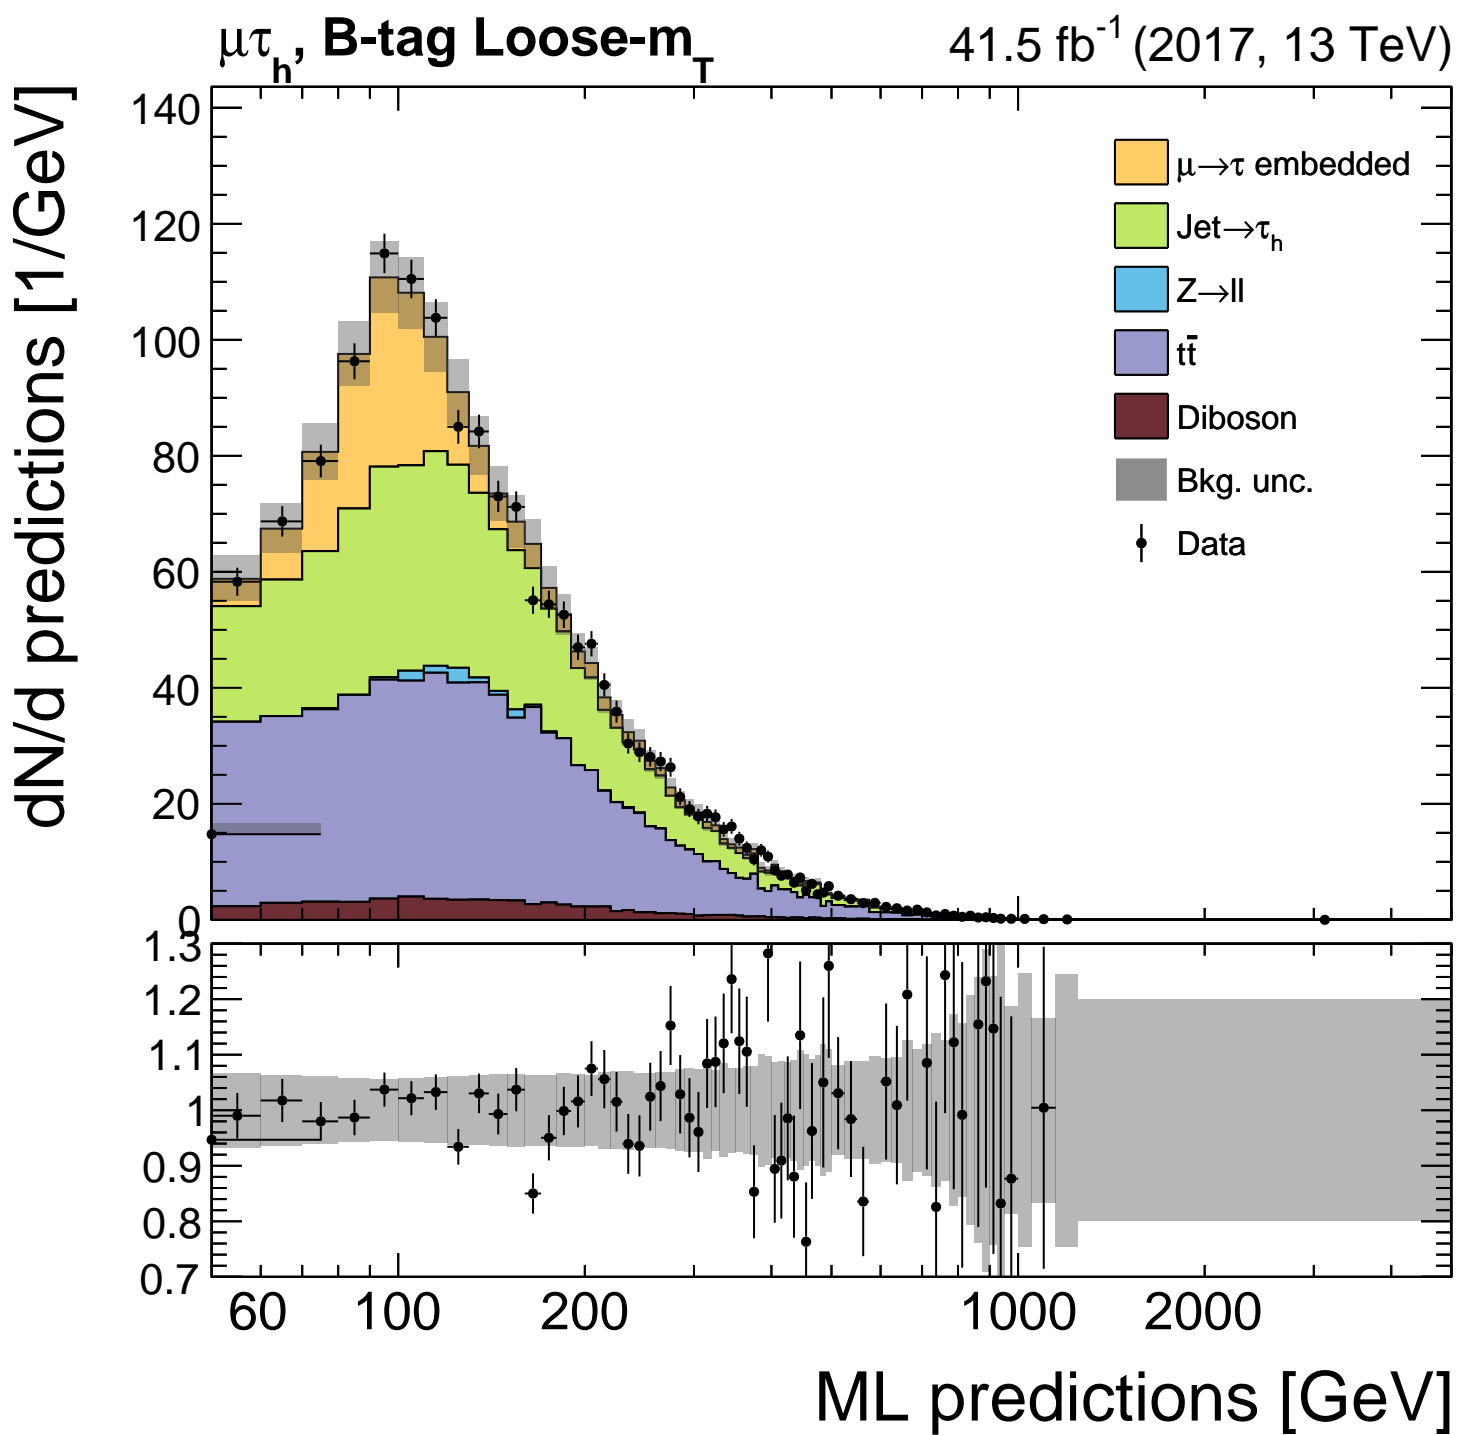 μτₕ, B-tag Loose-m_T
41.5 fb⁻¹ (2017, 13 TeV)
dN/d predictions [1/GeV]
140
120
100
80
60
40
20
0
μ→τ embedded
Jet→τₕ
Z→ll
tt̄
Diboson
Bkg. unc.
Data
1.3
1.2
1.1
1
0.9
0.8
0.7
60 100 200 1000 2000
ML predictions [GeV]